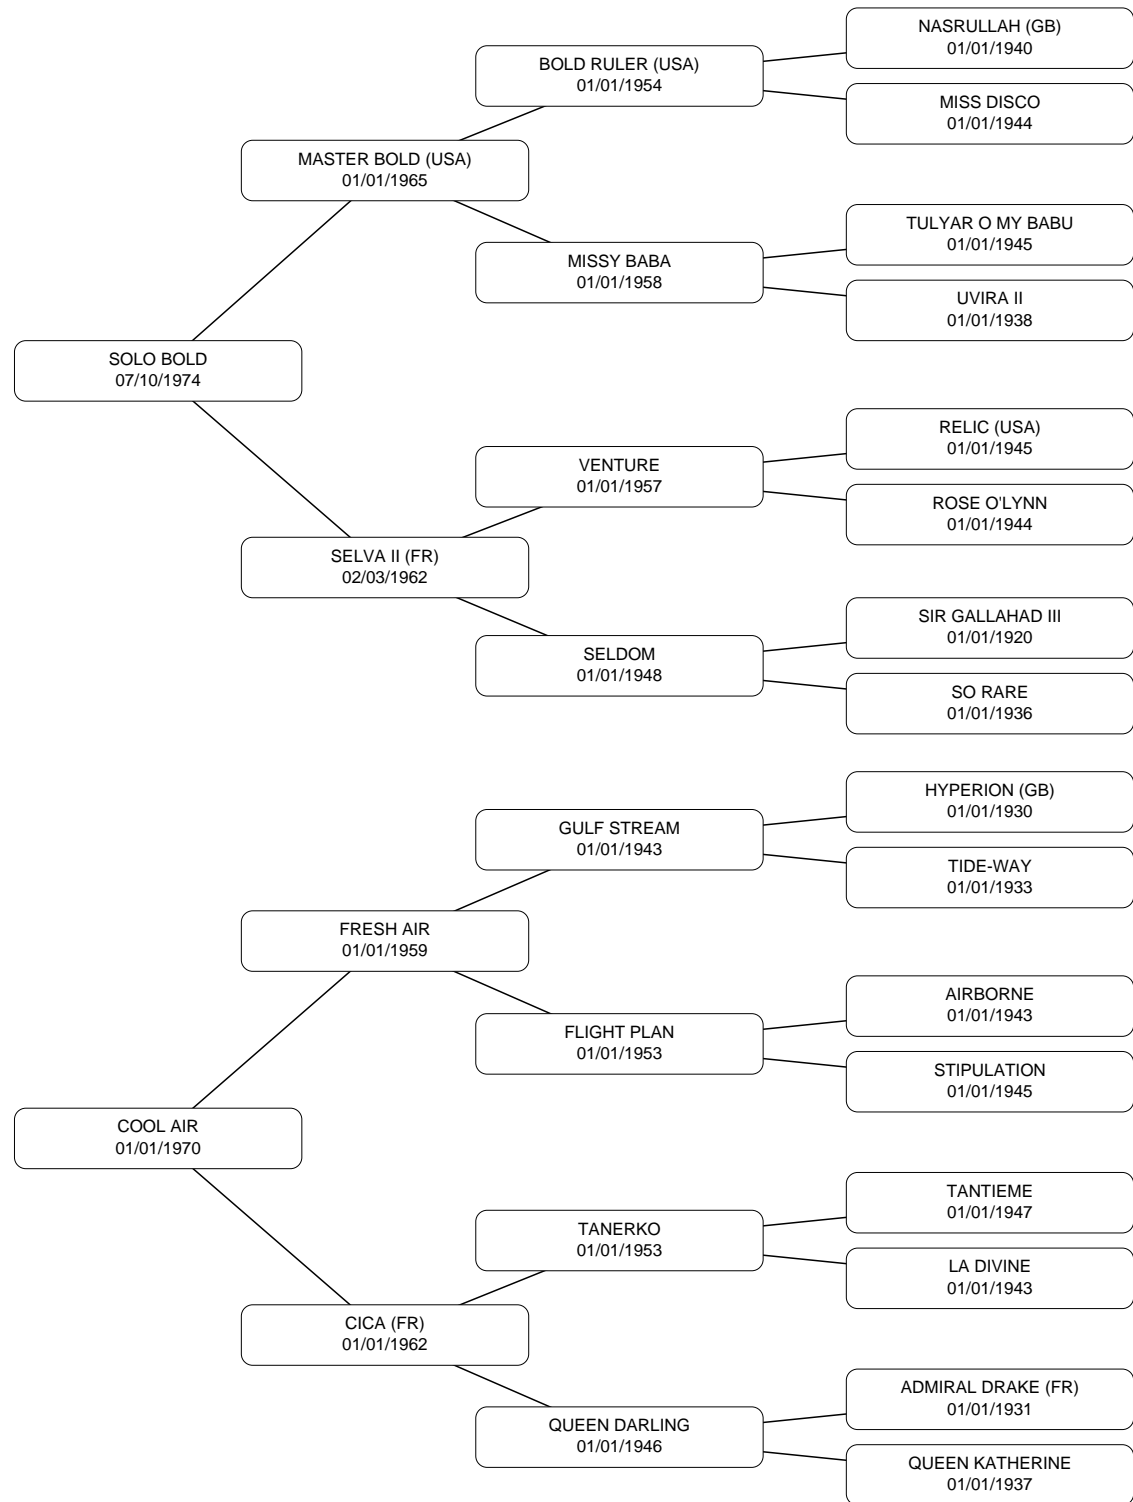 NASRULLAH (GB)
01/01/1940
BOLD RULER (USA)
01/01/1954
MISS DISCO
01/01/1944
MASTER BOLD (USA)
01/01/1965
TULYAR O MY BABU
01/01/1945
MISSY BABA
01/01/1958
UVIRA II
01/01/1938
SOLO BOLD
07/10/1974
RELIC (USA)
01/01/1945
VENTURE
01/01/1957
ROSE O'LYNN
01/01/1944
SELVA II (FR)
02/03/1962
SIR GALLAHAD III
01/01/1920
SELDOM
01/01/1948
SO RARE
01/01/1936
HYPERION (GB)
01/01/1930
GULF STREAM
01/01/1943
TIDE-WAY
01/01/1933
FRESH AIR
01/01/1959
AIRBORNE
01/01/1943
FLIGHT PLAN
01/01/1953
STIPULATION
01/01/1945
COOL AIR
01/01/1970
TANTIEME
01/01/1947
TANERKO
01/01/1953
LA DIVINE
01/01/1943
CICA (FR)
01/01/1962
ADMIRAL DRAKE (FR)
01/01/1931
QUEEN DARLING
01/01/1946
QUEEN KATHERINE
01/01/1937